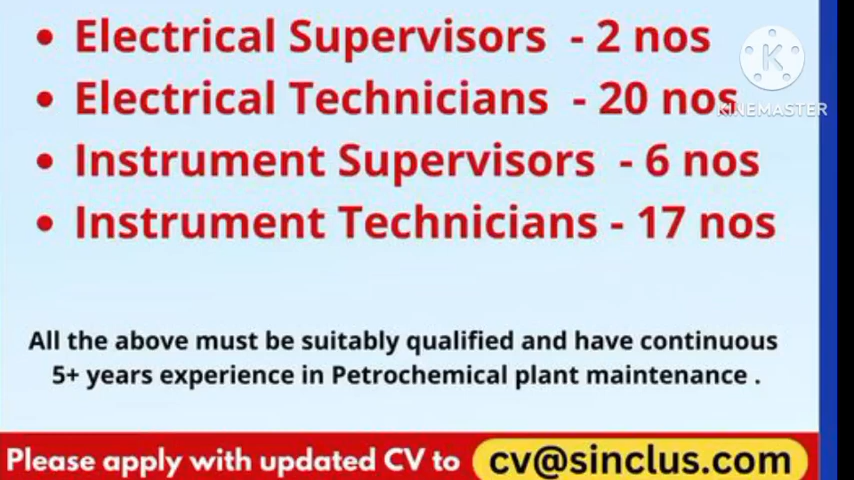 • Electrical Supervisors - 2 nos
• Electrical Technicians - 20 nos
• Instrument Supervisors - 6 nos
• Instrument Technicians - 17 nos
K
KINEMASTER
All the above must be suitably qualified and have continuous
5+ years experience in Petrochemical plant maintenance .
Please apply with updated CV to cv@sinclus.com